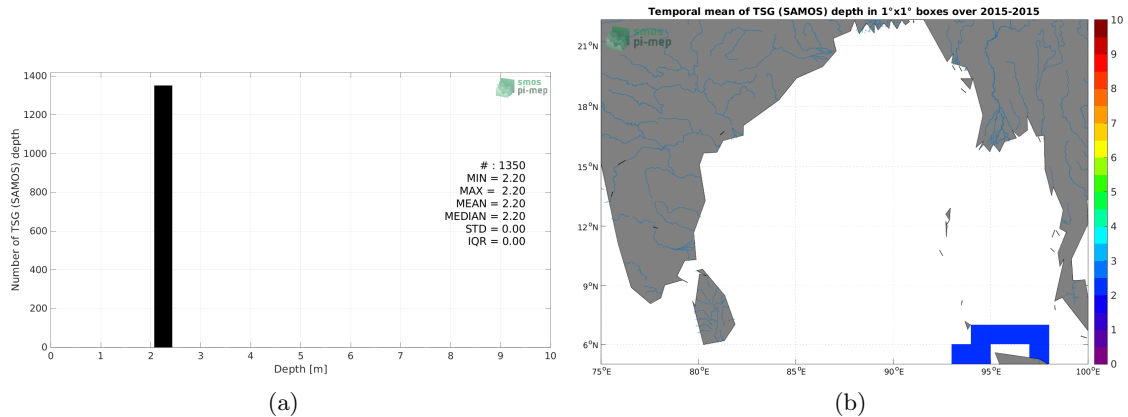 1400
1200
1000
800
600
400
200
0
Number of TSG (SAMOS) depth
smos
pi-mep
# : 1350
MIN = 2.20
MAX = 2.20
MEAN = 2.20
MEDIAN = 2.20
STD = 0.00
IQR = 0.00
0 1 2 3 4 5 6 7 8 9 10
Depth [m]
(a)
Temporal mean of TSG (SAMOS) depth in 1°x1° boxes over 2015-2015
smos
pi-mep
21°N
18°N
15°N
12°N
9°N
6°N
75°E 80°E 85°E 90°E 95°E 100°E
10
9
8
7
6
5
4
3
2
1
0
(b)